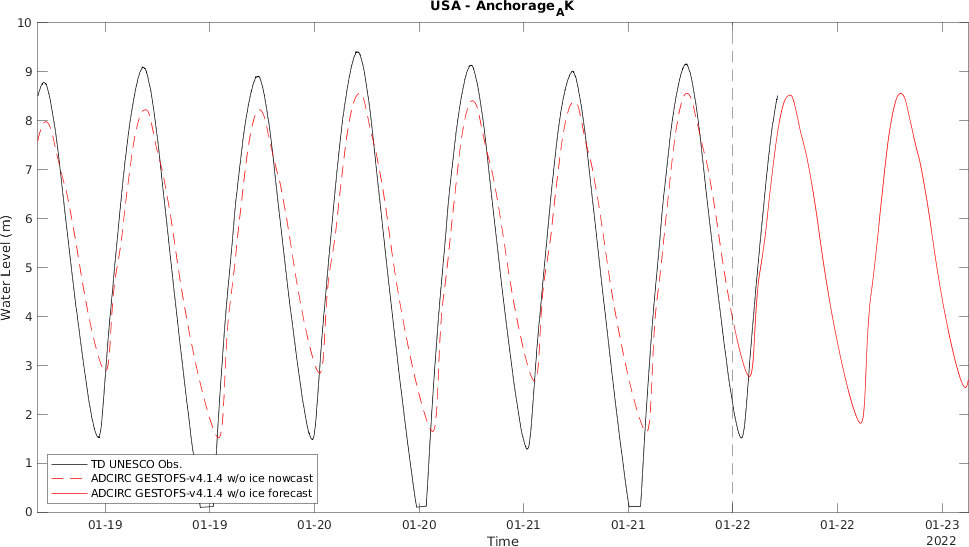 USA - Anchorage_AK
10
9
8
7
6
5
4
3
2
1
0
Water Level (m)
TD UNESCO Obs.
ADCIRC GESTOFS-v4.1.4 w/o ice nowcast
ADCIRC GESTOFS-v4.1.4 w/o ice forecast
01-19 01-19 01-20 01-20 01-21 01-21 01-22 01-22 01-23
Time
2022